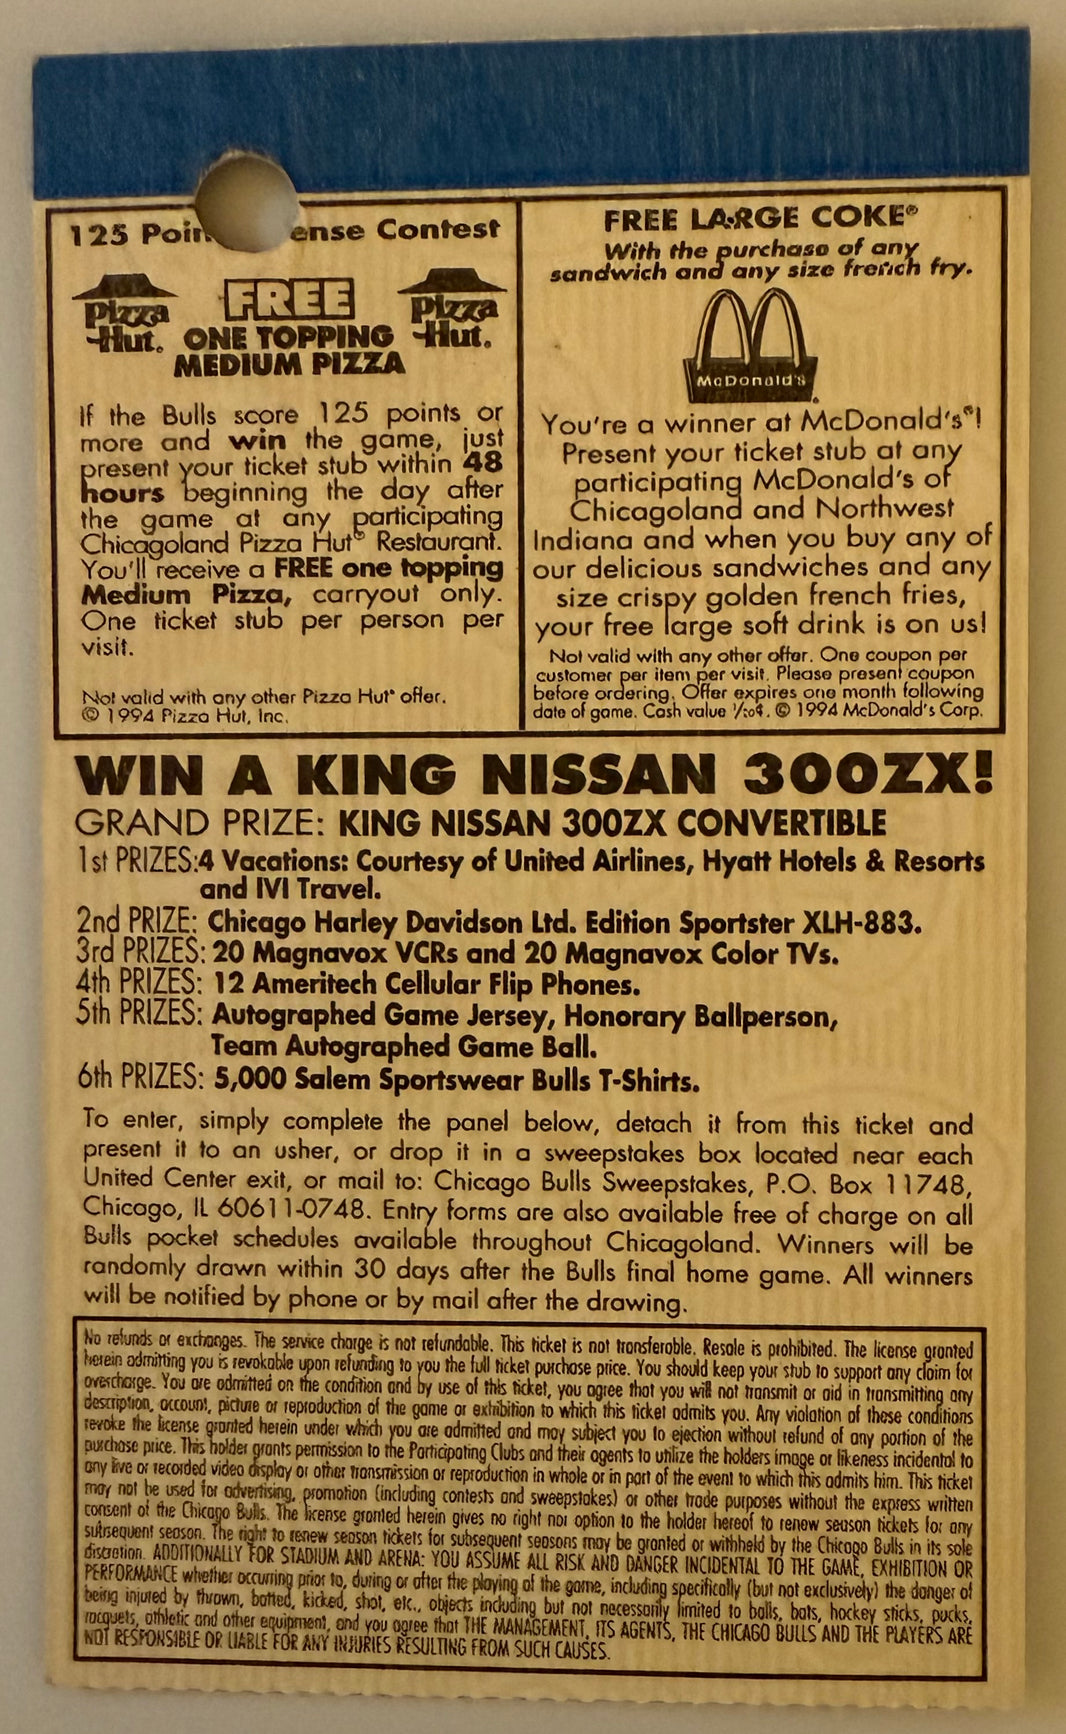 125 Poin ense Contest
Pizza Hut.
FREE
ONE TOPPING
MEDIUM PIZZA
Pizza Hut.
If the Bulls score 125 points or
more and win the game, just
present your ticket stub within 48
hours beginning the day after
the game at any participating
Chicagoland Pizza Hut® Restaurant.
You'll receive a FREE one topping
Medium Pizza, carryout only.
One ticket stub per person per
visit.
Not valid with any other Pizza Hut® offer.
© 1994 Pizza Hut, Inc.
FREE LARGE COKE®
With the purchase of any
sandwich and any size french fry.
McDonald's®
You're a winner at McDonald's®!
Present your ticket stub at any
participating McDonald's of
Chicagoland and Northwest
Indiana and when you buy any of
our delicious sandwiches and any
size crispy golden french fries,
your free large soft drink is on us!
Not valid with any other offer. One coupon per
customer per item per visit. Please present coupon
before ordering. Offer expires one month following
date of game. Cash value 1/20¢. © 1994 McDonald's Corp.
WIN A KING NISSAN 300ZX!
GRAND PRIZE: KING NISSAN 300ZX CONVERTIBLE
1st PRIZES:4 Vacations: Courtesy of United Airlines, Hyatt Hotels & Resorts
and IVI Travel.
2nd PRIZE: Chicago Harley Davidson Ltd. Edition Sportster XLH-883.
3rd PRIZES: 20 Magnavox VCRs and 20 Magnavox Color TVs.
4th PRIZES: 12 Ameritech Cellular Flip Phones.
5th PRIZES: Autographed Game Jersey, Honorary Ballperson,
Team Autographed Game Ball.
6th PRIZES: 5,000 Salem Sportswear Bulls T-Shirts.
To enter, simply complete the panel below, detach it from this ticket and
present it to an usher, or drop it in a sweepstakes box located near each
United Center exit, or mail to: Chicago Bulls Sweepstakes, P.O. Box 11748,
Chicago, IL 60611-0748. Entry forms are also available free of charge on all
Bulls pocket schedules available throughout Chicagoland. Winners will be
randomly drawn within 30 days after the Bulls final home game. All winners
will be notified by phone or by mail after the drawing.
No refunds or exchanges. The service charge is not refundable. This ticket is not transferable. Resale is prohibited. The license granted
herein admitting you is revokable upon refunding to you the full ticket purchase price. You should keep your stub to support any claim for
overcharge. You are admitted on the condition and by use of this ticket, you agree that you will not transmit or aid in transmitting any
description, account, picture or reproduction of the game or exhibition to which this ticket admits you. Any violation of these conditions
revoke the license granted herein under which you are admitted and may subject you to ejection without refund of any portion of the
purchase price. This holder grants permission to the Participating Clubs and their agents to utilize the holders image or likeness incidental to
any live or recorded video display or other transmission or reproduction in whole or in part of the event to which this admits him. This ticket
may not be used for advertising, promotion (including contests and sweepstakes) or other trade purposes without the express written
consent of the Chicago Bulls. The license granted herein gives no right nor option to the holder hereof to renew season tickets for any
subsequent season. The right to renew season tickets for subsequent seasons may be granted or withheld by the Chicago Bulls in its sole
discretion. ADDITIONALLY FOR STADIUM AND ARENA: YOU ASSUME ALL RISK AND DANGER INCIDENTAL TO THE GAME, EXHIBITION OR
PERFORMANCE whether occurring prior to, during or after the playing of the game, including specifically (but not exclusively) the danger of
being injured by thrown, batted, kicked, shot, etc., objects including but not necessarily limited to balls, bats, hockey sticks, pucks,
racquets, athletic and other equipment, and you agree that THE MANAGEMENT, ITS AGENTS, THE CHICAGO BULLS AND THE PLAYERS ARE
NOT RESPONSIBLE OR LIABLE FOR ANY INJURIES RESULTING FROM SUCH CAUSES.